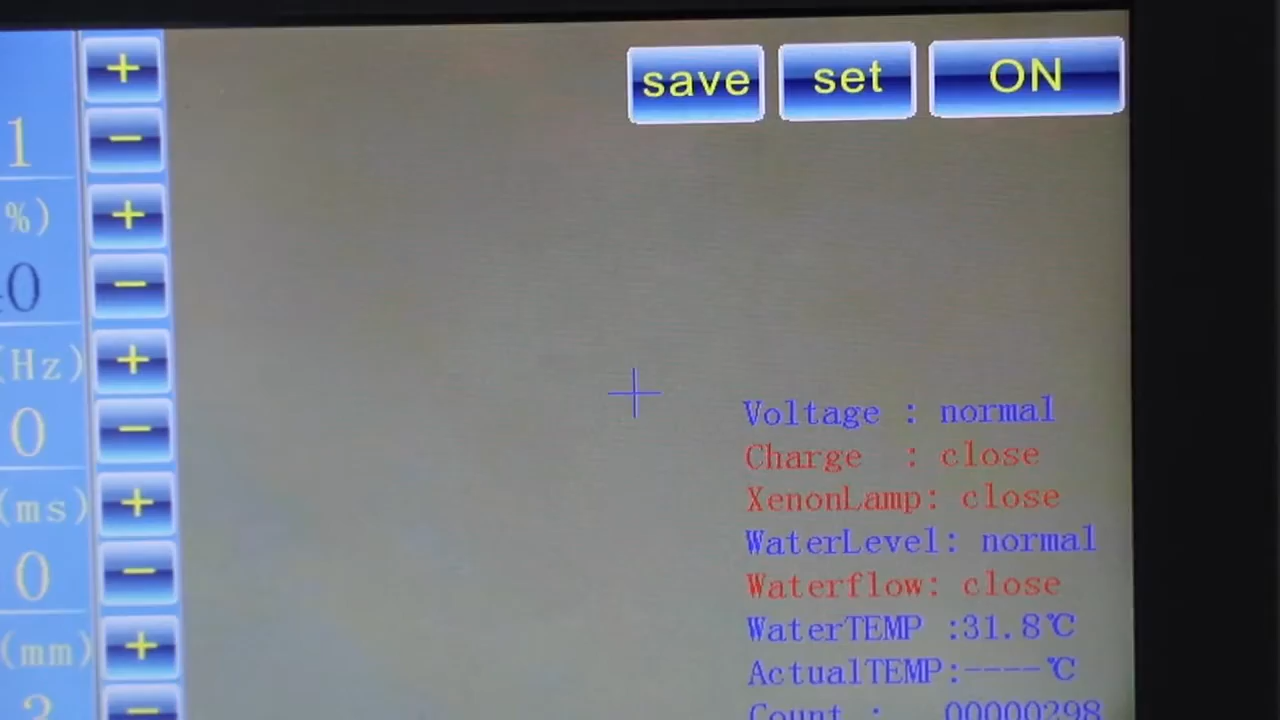 save set ON
+
1
−
%)
+
0
−
(Hz)
+
0
−
(ms)
+
0
−
(mm)
+
−
Voltage : normal
Charge : close
XenonLamp: close
WaterLevel: normal
Waterflow: close
WaterTEMP :31.8℃
ActualTEMP:----℃
Count : 00000298